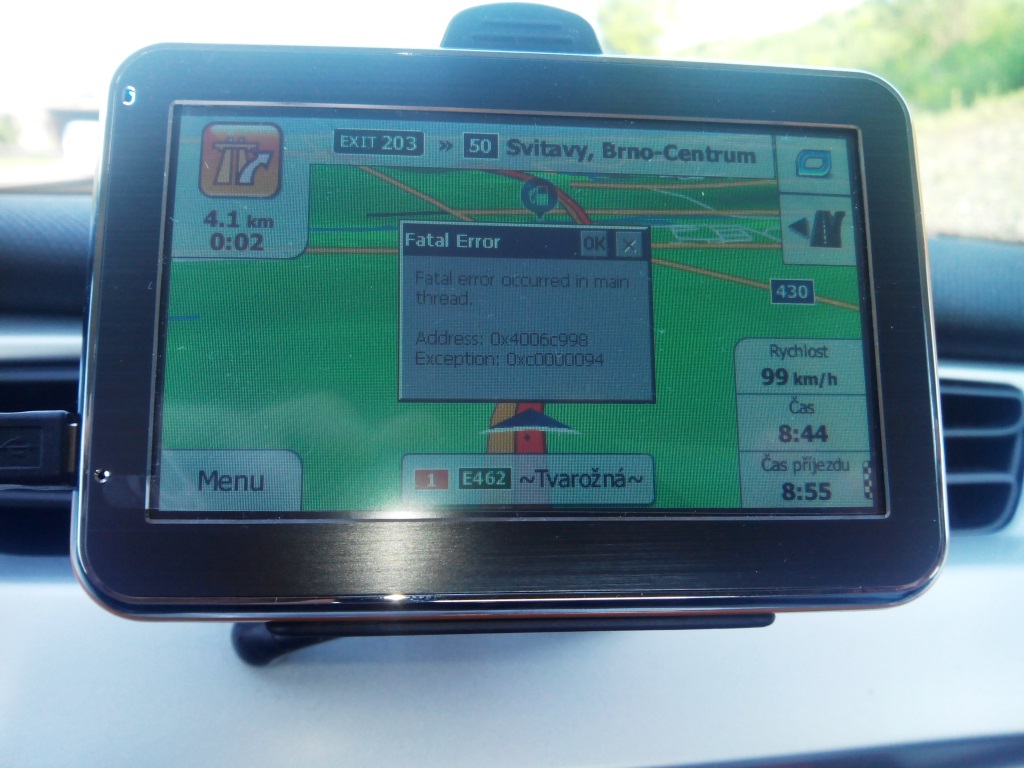 EXIT 203 » 50 Svitavy, Brno-Centrum
4.1 km
0:02
Fatal Error OK
Fatal error occurred in main
thread.
Address: 0x4006c998
Exception: 0xc0000094
430
Rychlost
99 km/h
Čas
8:44
Čas příjezdu
8:55
Menu
1 E462 ~Tvarožná~